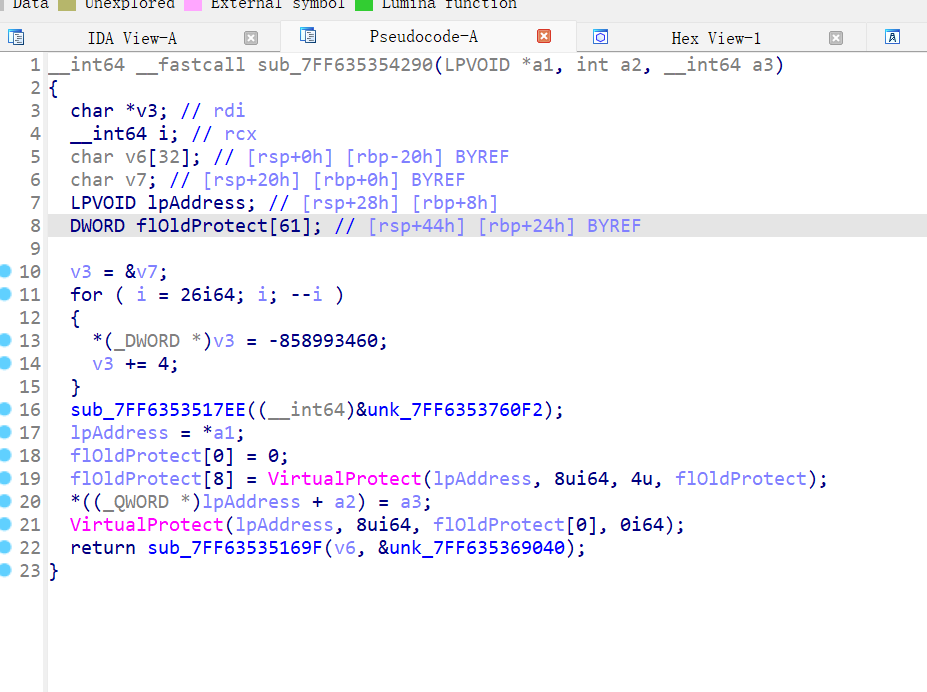 Data Unexplored External symbol Lumina function
IDA View-A Pseudocode-A Hex View-1 A
1 __int64 __fastcall sub_7FF635354290(LPVOID *a1, int a2, __int64 a3)
2 {
3 char *v3; // rdi
4 __int64 i; // rcx
5 char v6[32]; // [rsp+0h] [rbp-20h] BYREF
6 char v7; // [rsp+20h] [rbp+0h] BYREF
7 LPVOID lpAddress; // [rsp+28h] [rbp+8h]
8 DWORD flOldProtect[61]; // [rsp+44h] [rbp+24h] BYREF
9
10 v3 = &v7;
11 for ( i = 26i64; i; --i )
12 {
13 *(_DWORD *)v3 = -858993460;
14 v3 += 4;
15 }
16 sub_7FF6353517EE((__int64)&unk_7FF6353760F2);
17 lpAddress = *a1;
18 flOldProtect[0] = 0;
19 flOldProtect[8] = VirtualProtect(lpAddress, 8ui64, 4u, flOldProtect);
20 *((_QWORD *)lpAddress + a2) = a3;
21 VirtualProtect(lpAddress, 8ui64, flOldProtect[0], 0i64);
22 return sub_7FF63535169F(v6, &unk_7FF635369040);
23 }